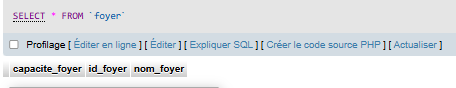 SELECT * FROM `foyer`
Profilage [ Éditer en ligne ] [ Éditer ] [ Expliquer SQL ] [ Créer le code source PHP ] [ Actualiser ]
capacite_foyer id_foyer nom_foyer